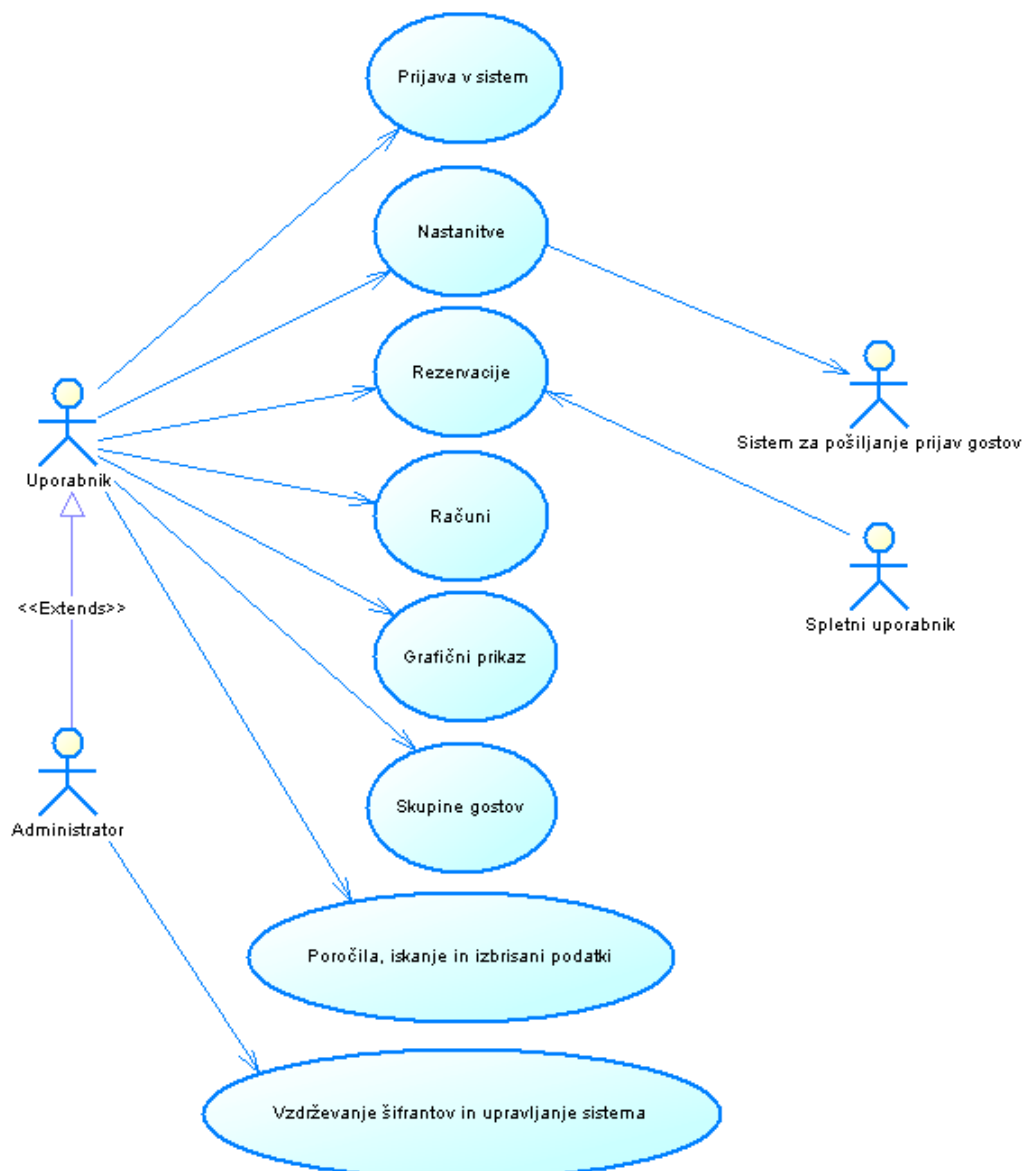 Prijava v sistem
Nastanitve
Rezervacije
Sistem za pošiljanje prijav gostov
Uporabnik
Računi
<<Extends>>
Spletni uporabnik
Grafični prikaz
Skupine gostov
Administrator
Poročila, iskanje in izbrisani podatki
Vzdrževanje šifrantov in upravljanje sistema